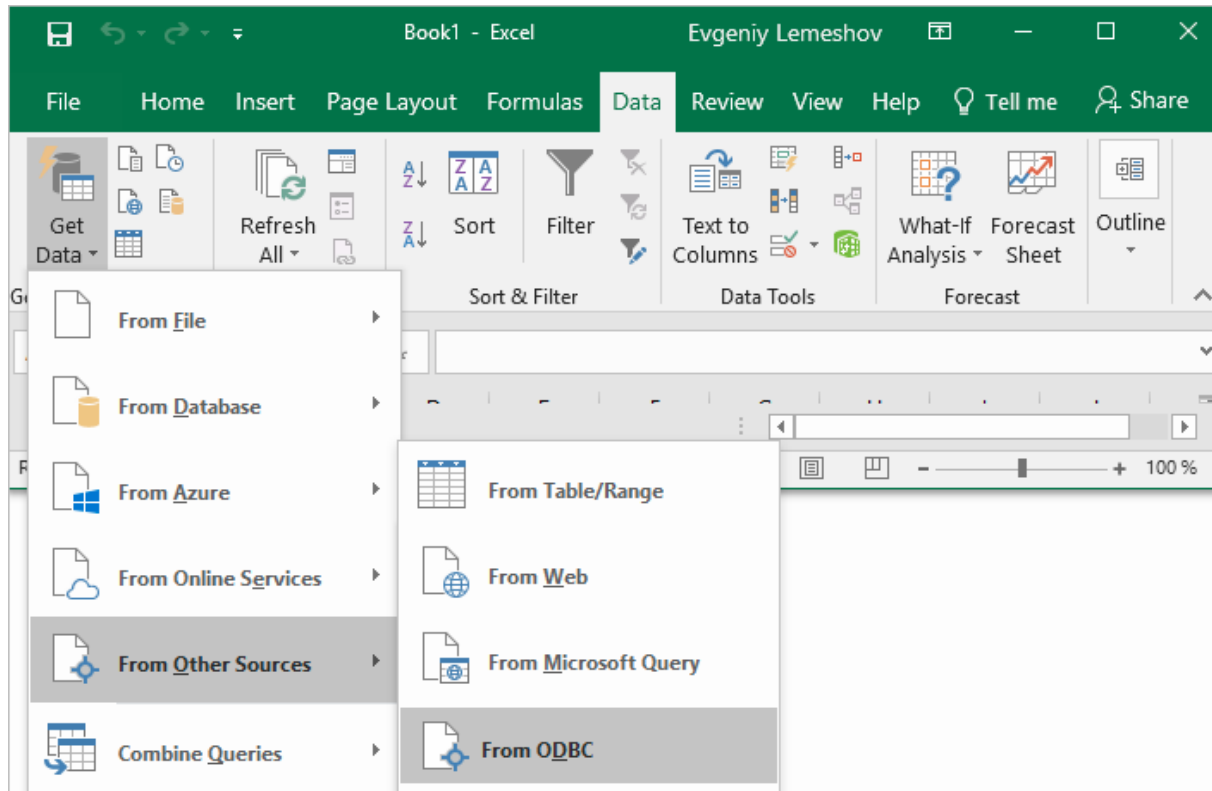 Book1 - Excel
Evgeniy Lemeshov
File Home Insert Page Layout Formulas Data Review View Help Tell me Share
Get Data
Refresh All
Sort
Filter
Text to Columns
What-If Analysis
Forecast Sheet
Outline
Sort & Filter
Data Tools
Forecast
From File
From Database
From Azure
From Online Services
From Other Sources
Combine Queries
From Table/Range
From Web
From Microsoft Query
From ODBC
100 %